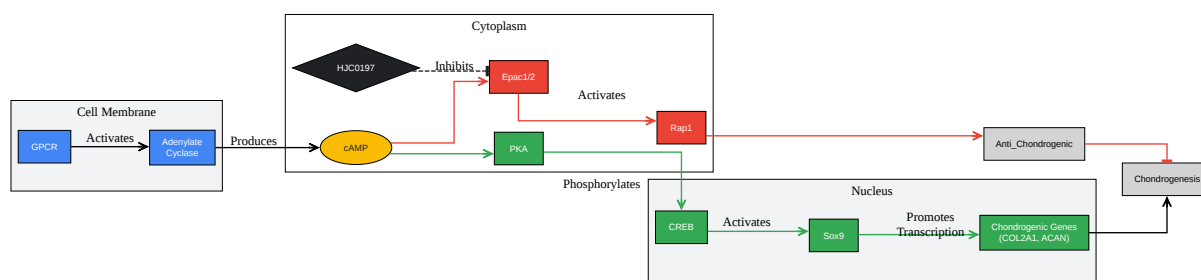 Cytoplasm
HJC0197
Inhibits
Epac1/2
Activates
Rap1
Cell Membrane
GPCR
Activates
Adenylate
Cyclase
Produces
cAMP
PKA
Anti_Chondrogenic
Chondrogenesis
Phosphorylates
Nucleus
CREB
Activates
Sox9
Promotes
Transcription
Chondrogenic Genes
(COL2A1, ACAN)